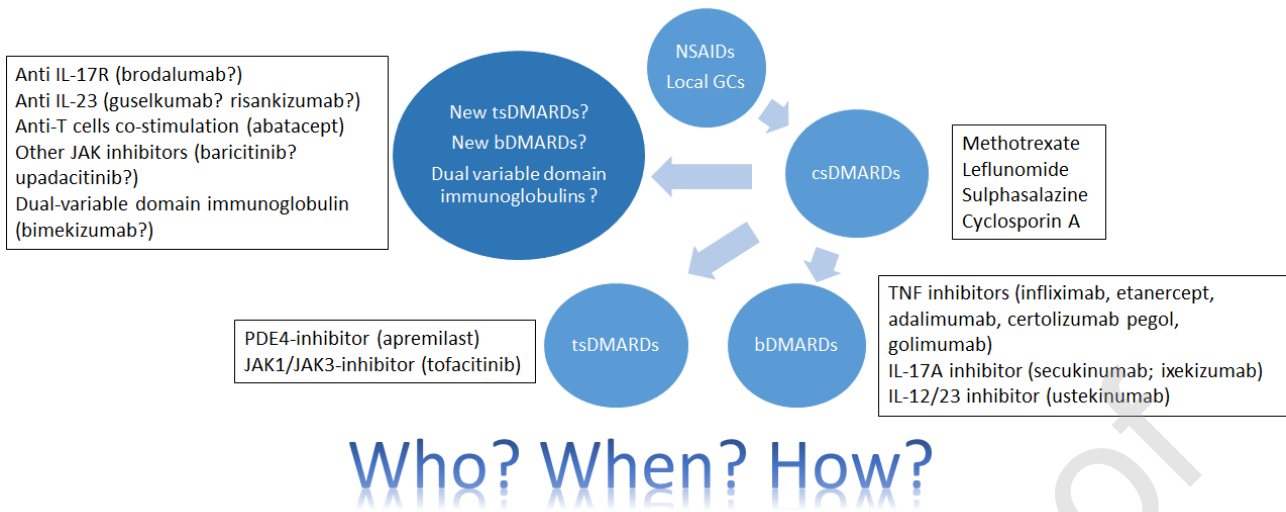 NSAIDs
Local GCs
Anti IL-17R (brodalumab?)
Anti IL-23 (guselkumab? risankizumab?)
Anti-T cells co-stimulation (abatacept)
Other JAK inhibitors (baricitinib?
upadacitinib?)
Dual-variable domain immunoglobulin
(bimekizumab?)
New tsDMARDs?
New bDMARDs?
Dual variable domain
immunoglobulins ?
csDMARDs
Methotrexate
Leflunomide
Sulphasalazine
Cyclosporin A
PDE4-inhibitor (apremilast)
JAK1/JAK3-inhibitor (tofacitinib)
tsDMARDs
bDMARDs
TNF inhibitors (infliximab, etanercept,
adalimumab, certolizumab pegol,
golimumab)
IL-17A inhibitor (secukinumab; ixekizumab)
IL-12/23 inhibitor (ustekinumab)
Who? When? How?
of